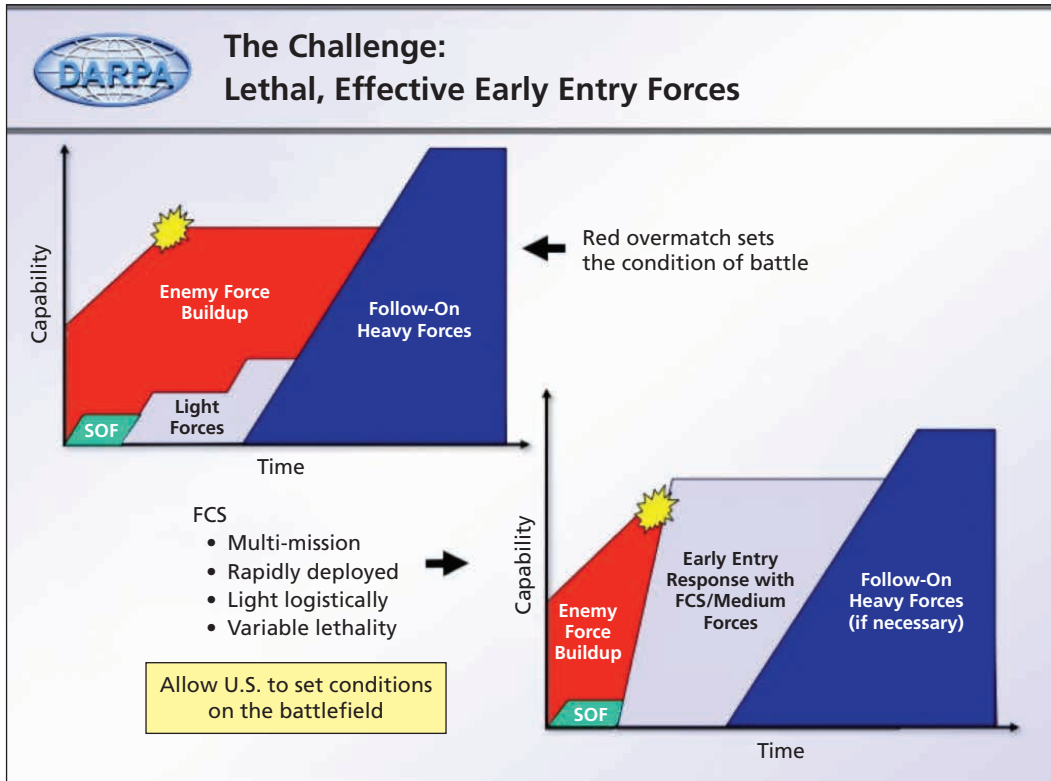 DARPA
The Challenge:
Lethal, Effective Early Entry Forces
Capability
Enemy Force
Buildup
Follow-On
Heavy Forces
Light
Forces
SOF
Time
Red overmatch sets
the condition of battle
FCS
• Multi-mission
• Rapidly deployed
• Light logistically
• Variable lethality
Allow U.S. to set conditions
on the battlefield
Capability
Enemy
Force
Buildup
Early Entry
Response with
FCS/Medium
Forces
Follow-On
Heavy Forces
(if necessary)
SOF
Time